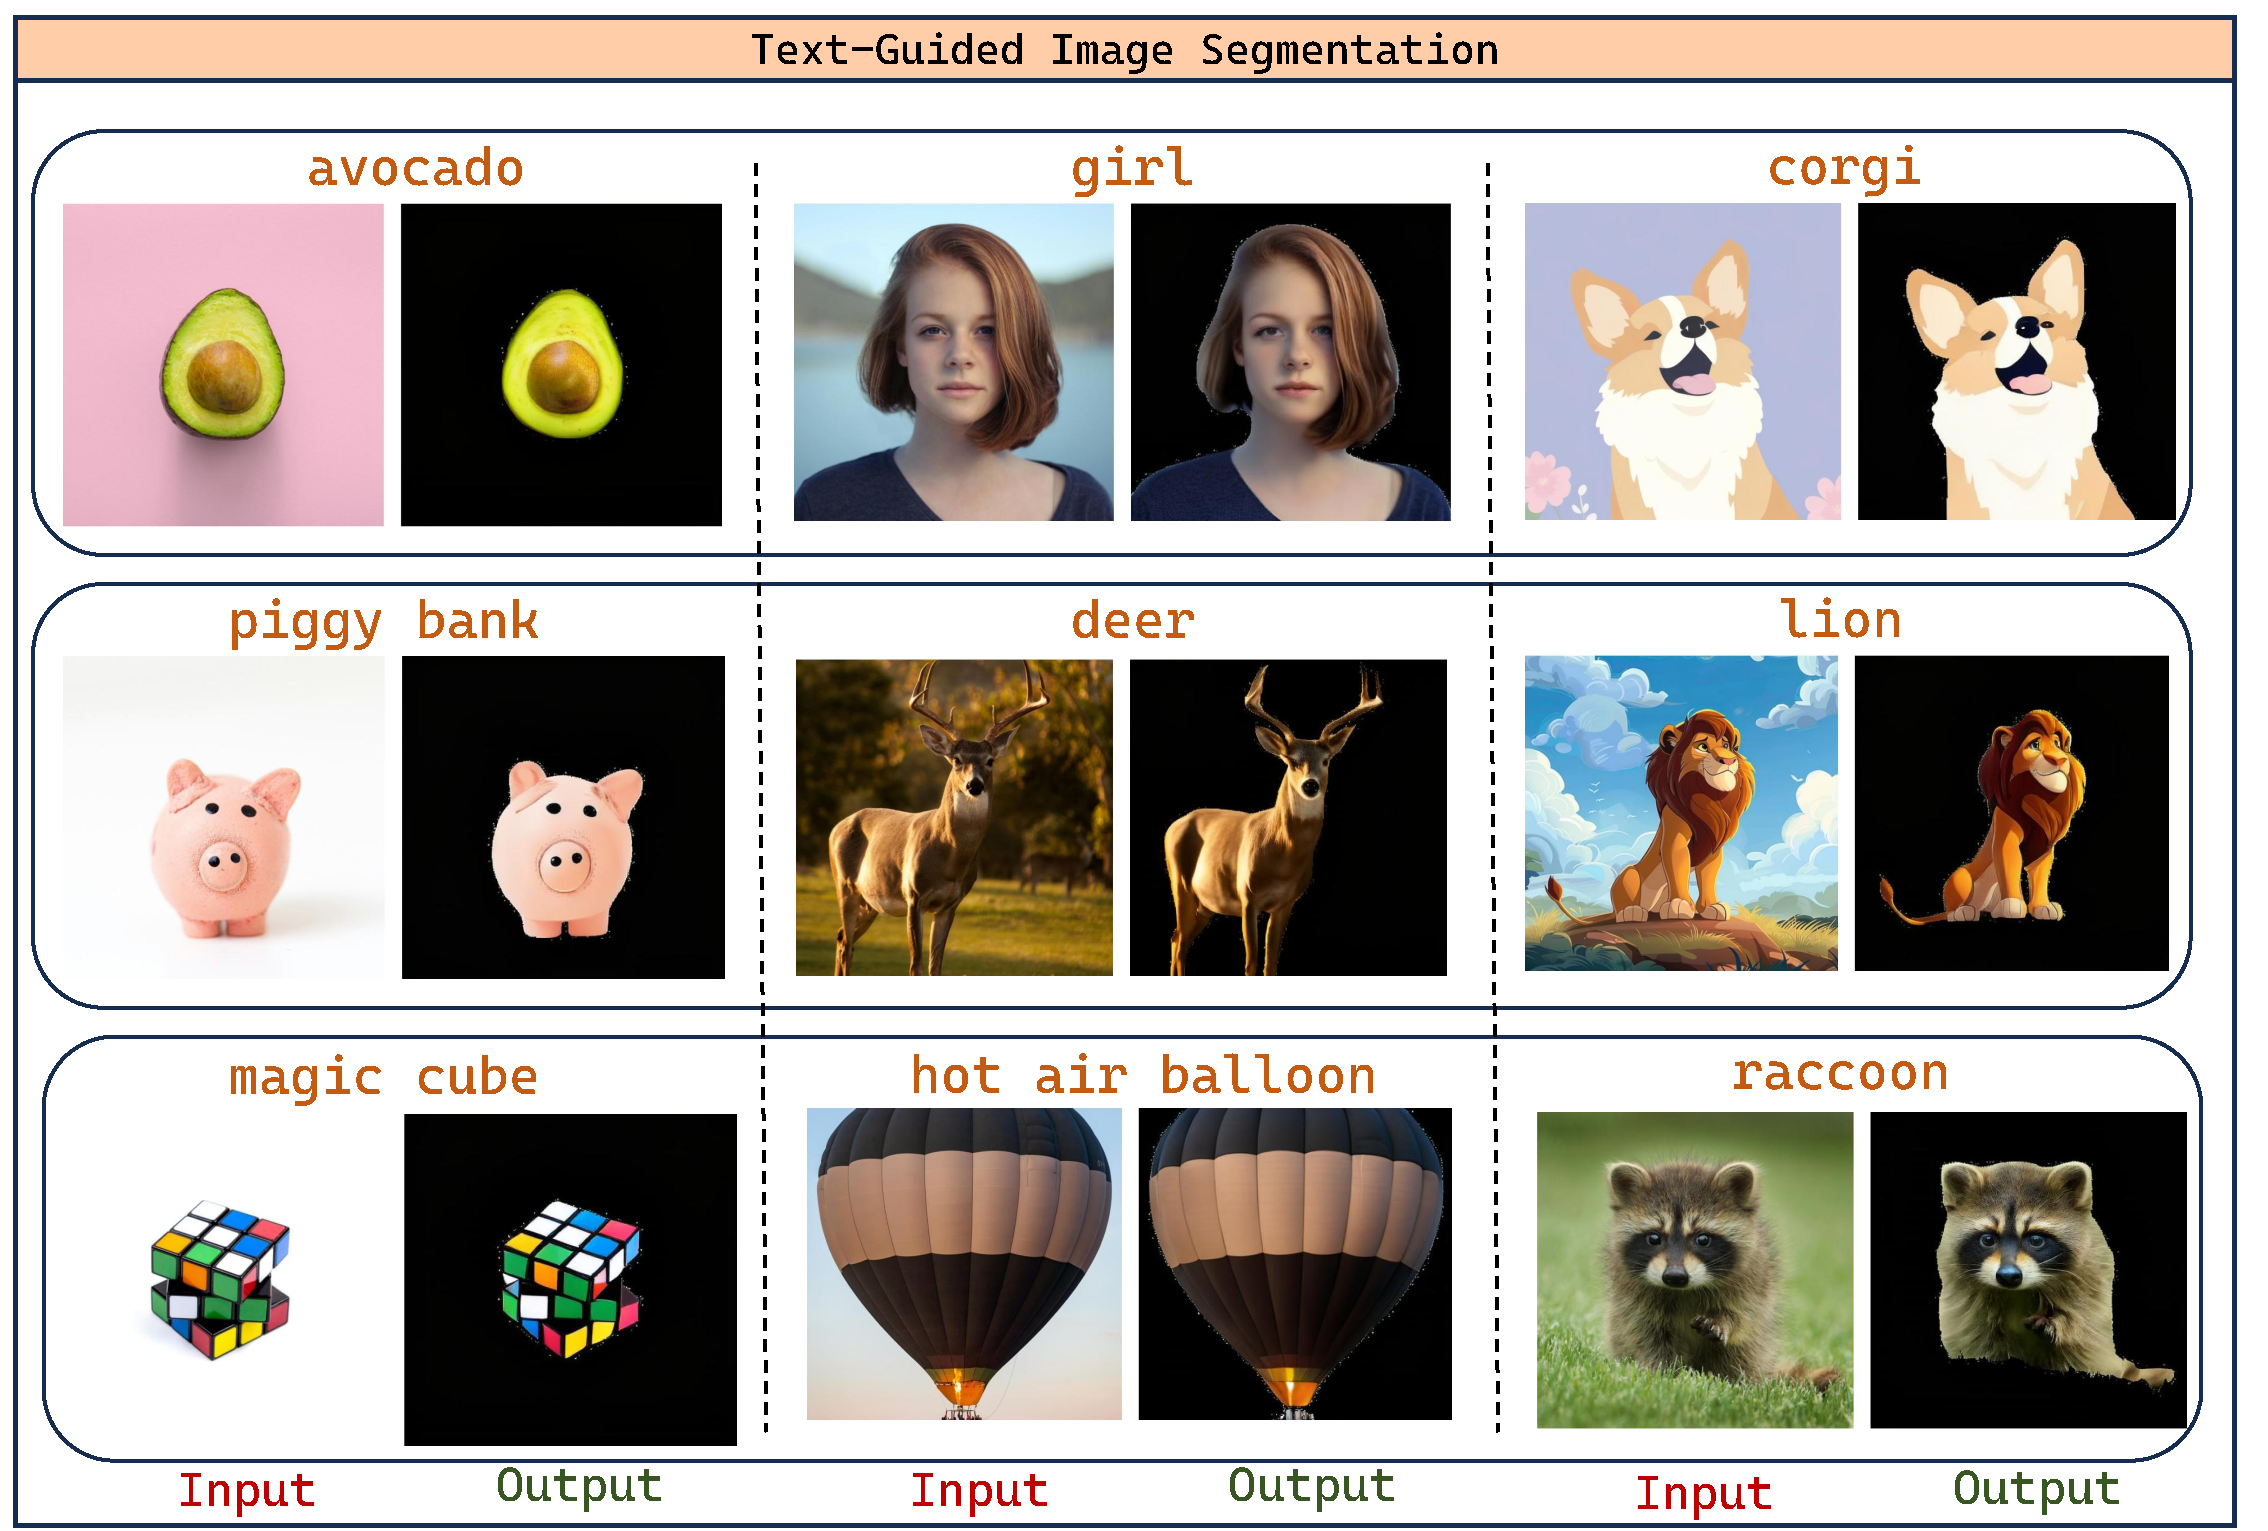 Text-Guided Image Segmentation
avocado
girl
corgi
piggy bank
deer
lion
magic cube
hot air balloon
raccoon
Input
Output
Input
Output
Input
Output